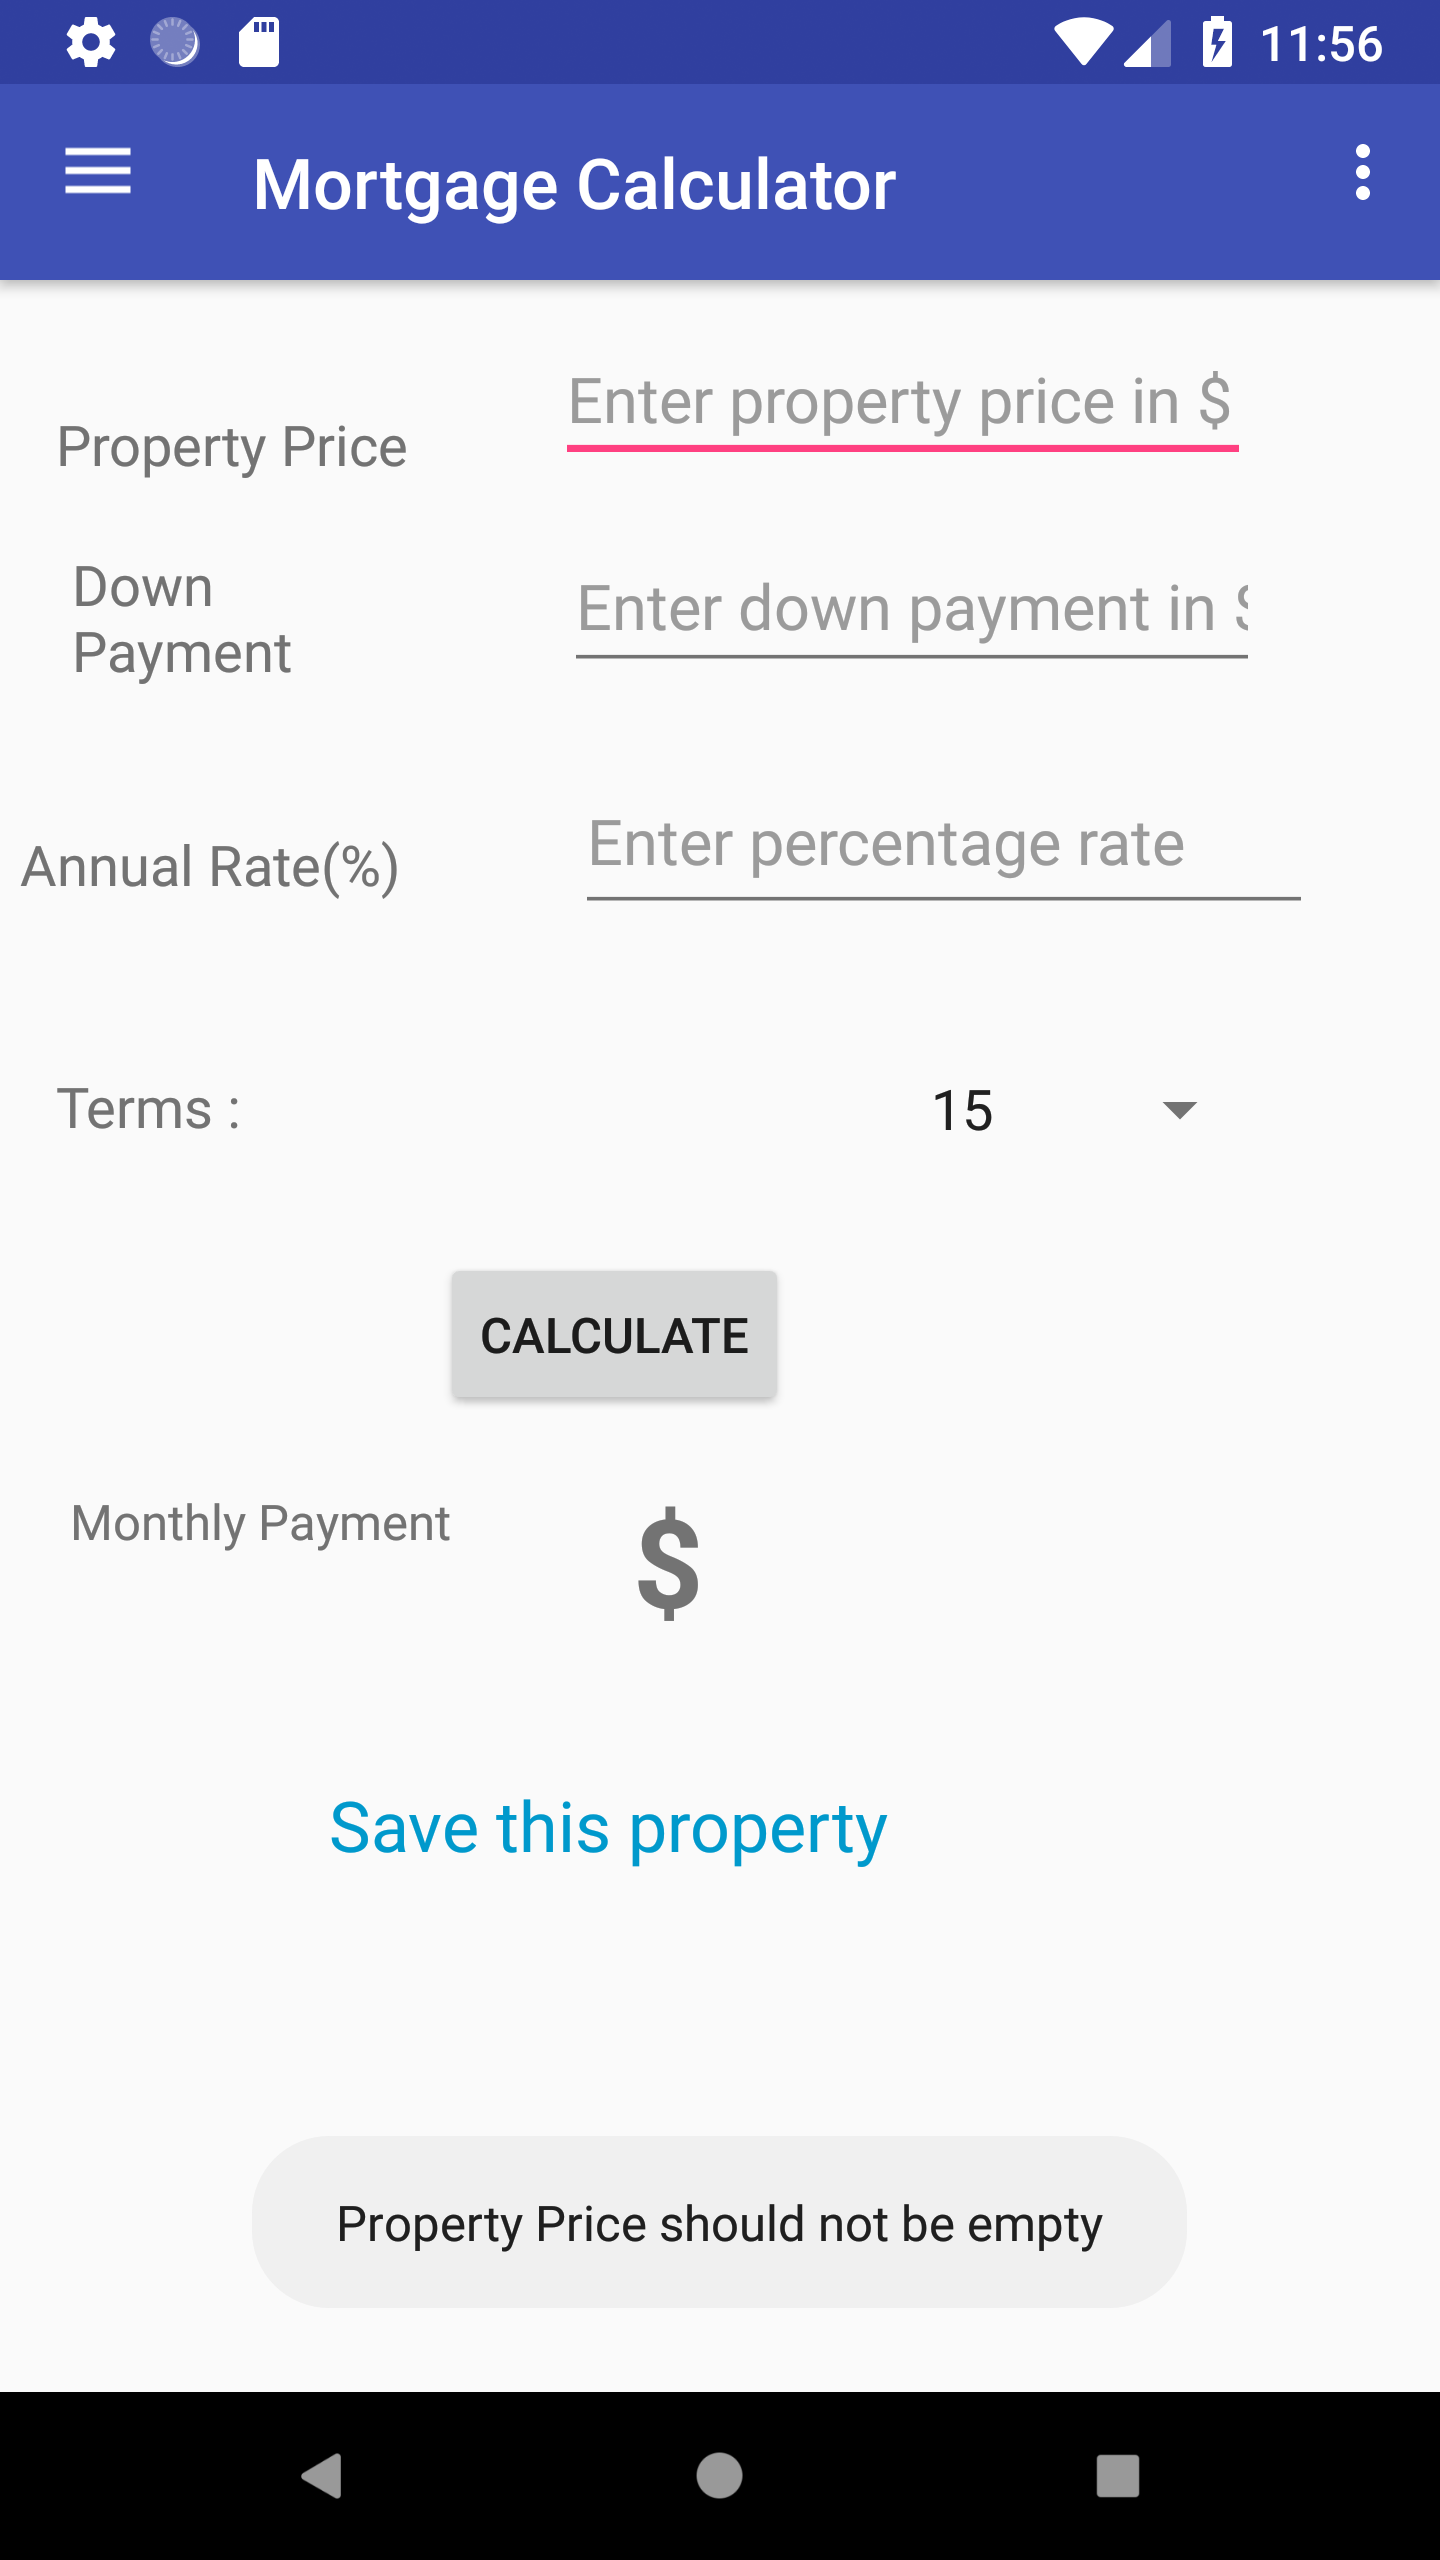 11:56
Mortgage Calculator
Property Price
Enter property price in $
Down
Payment
Enter down payment in $
Annual Rate(%)
Enter percentage rate
Terms :
15
CALCULATE
Monthly Payment
$
Save this property
Property Price should not be empty